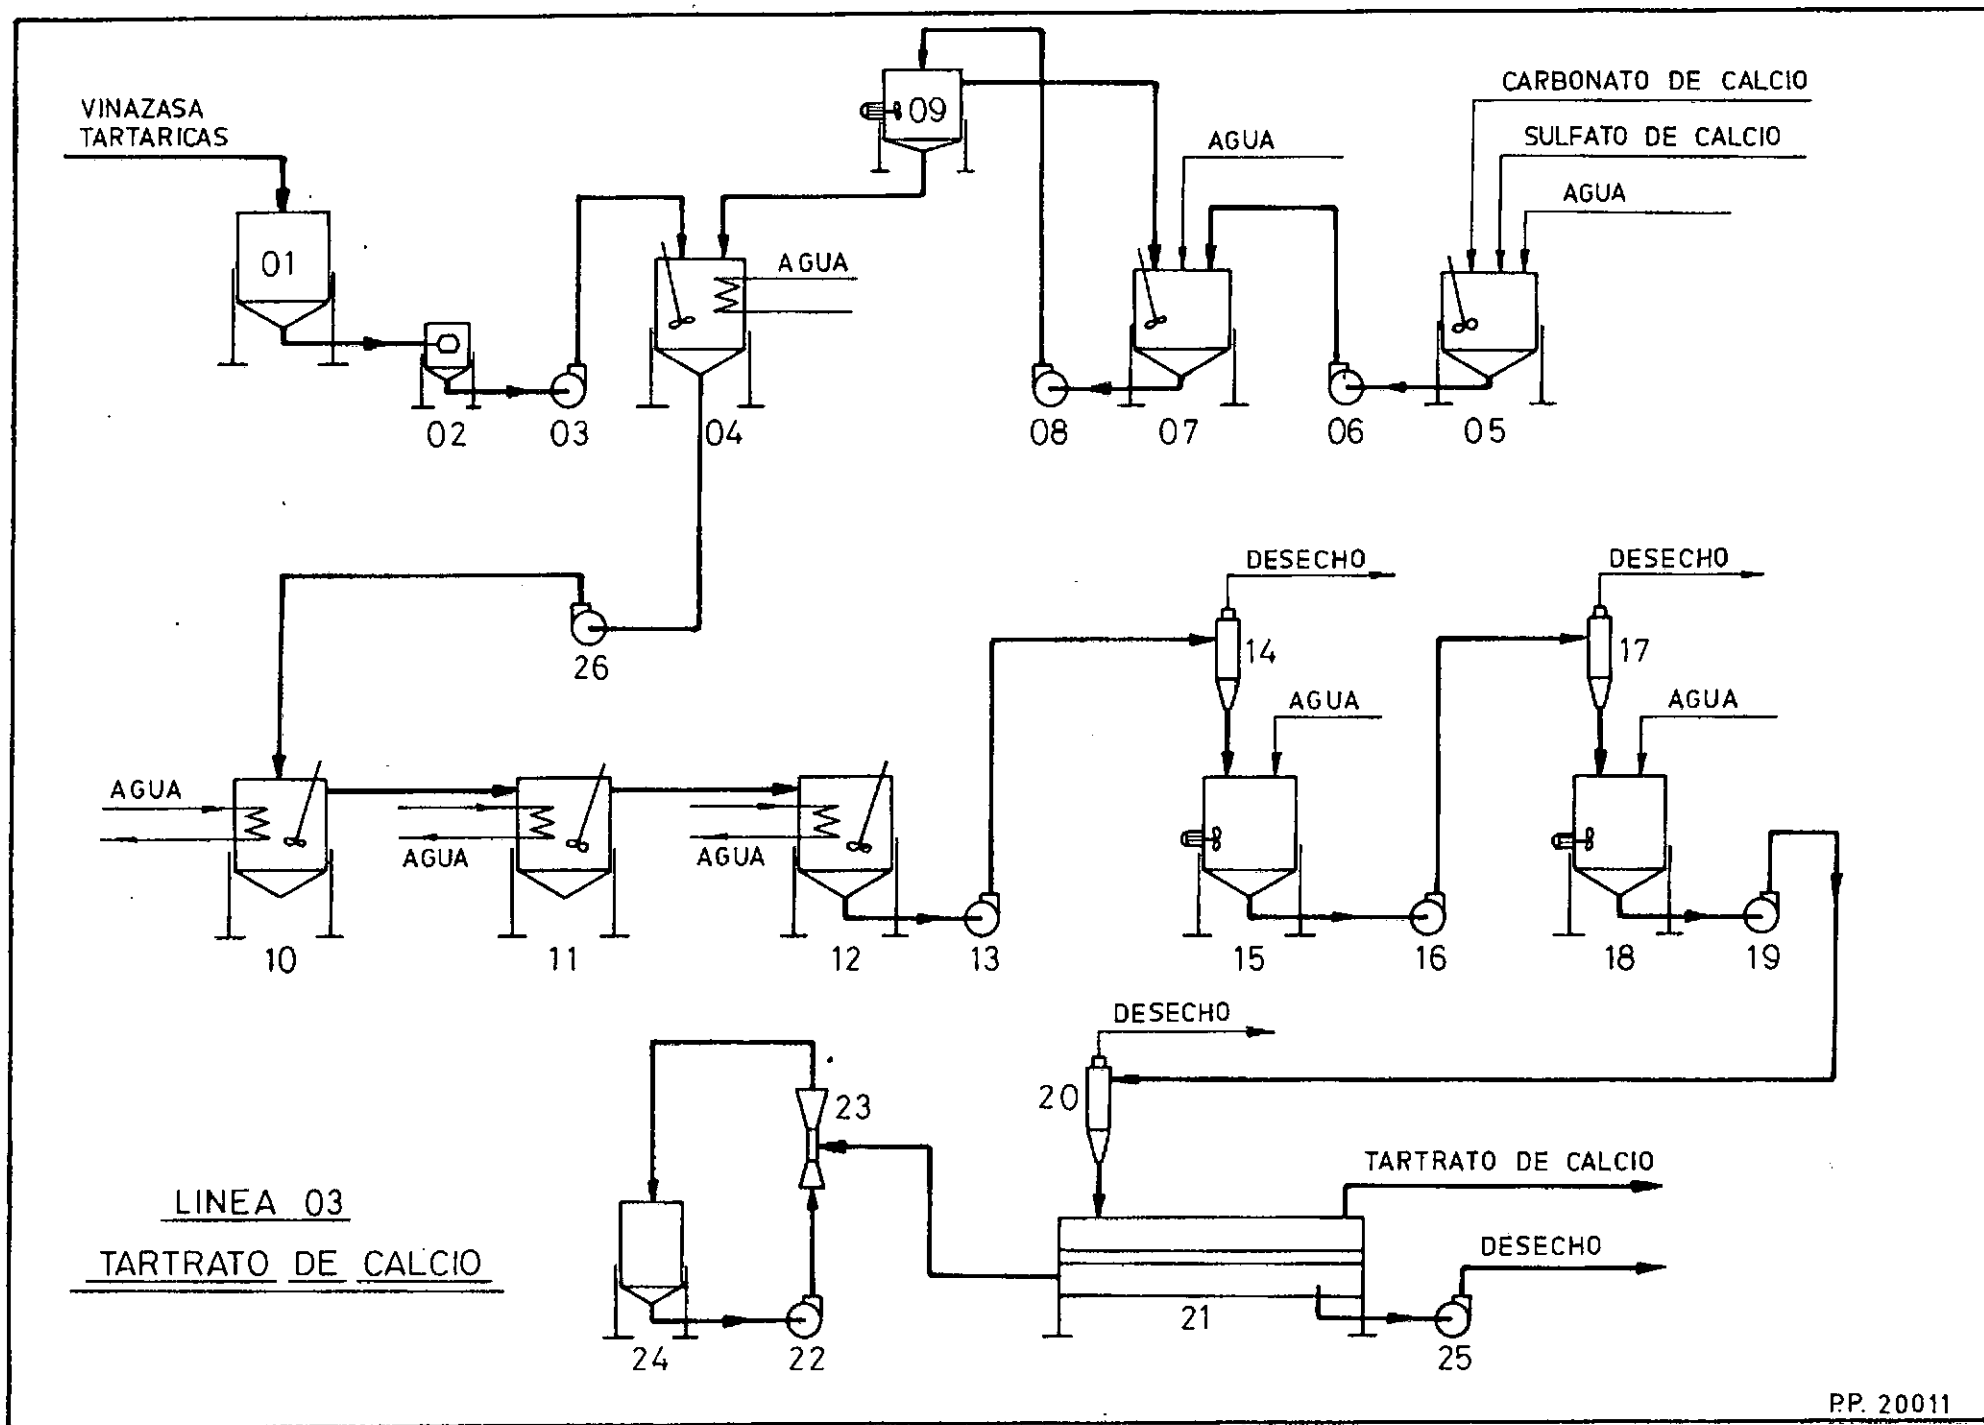 VINAZASA
TARTARICAS
01
02
03
04
AGUA
09
AGUA
CARBONATO DE CALCIO
SULFATO DE CALCIO
AGUA
08
07
06
05
26
DESECHO
14
AGUA
DESECHO
17
AGUA
AGUA
AGUA
AGUA
10
11
12
13
15
16
18
19
DESECHO
20
23
TARTRATO DE CALCIO
DESECHO
21
24
22
25
LINEA 03
TARTRATO DE CALCIO
P.P. 20011